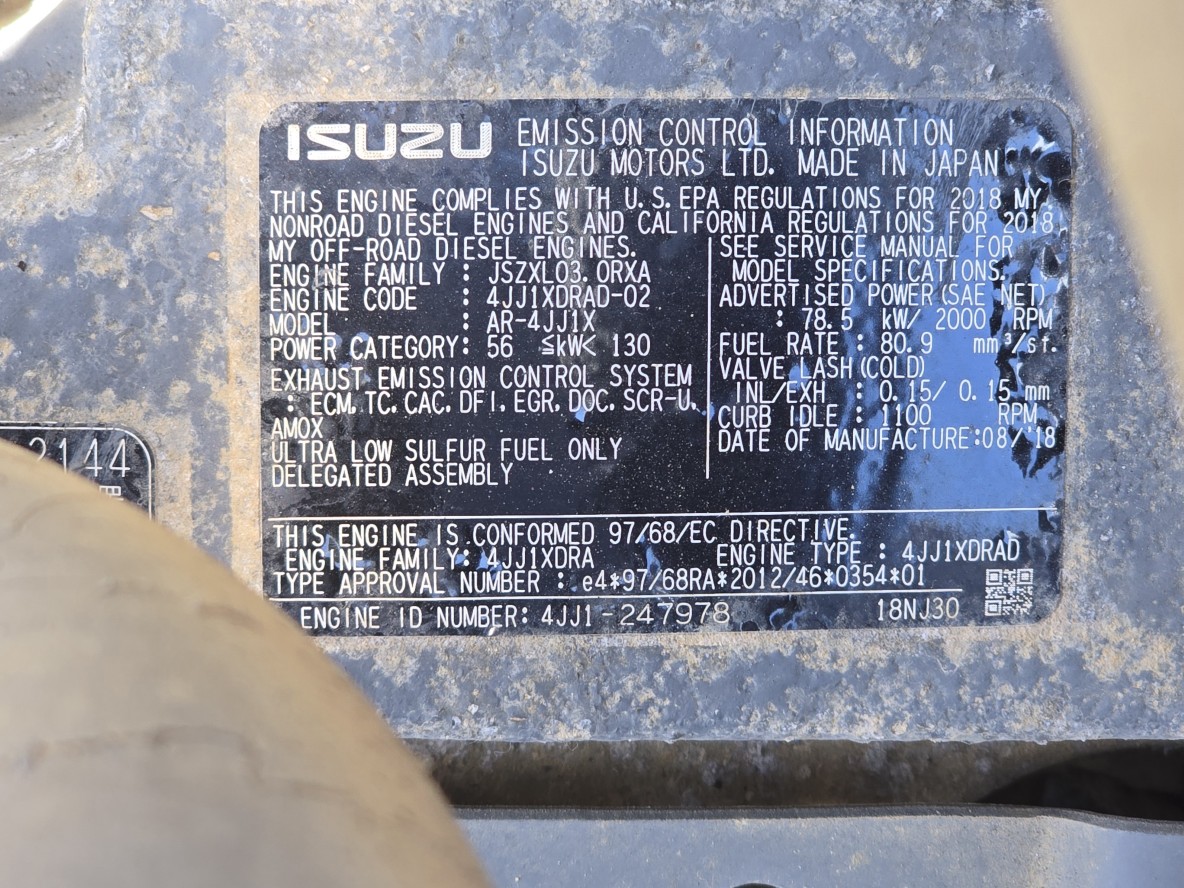 ISUZU EMISSION CONTROL INFORMATION
ISUZU MOTORS LTD. MADE IN JAPAN
THIS ENGINE COMPLIES WITH U.S.EPA REGULATIONS FOR 2018 MY
NONROAD DIESEL ENGINES AND CALIFORNIA REGULATIONS FOR 2018
MY OFF-ROAD DIESEL ENGINES.
ENGINE FAMILY : JSZXL03.0RXA
ENGINE CODE : 4JJ1XDRAD-02
MODEL : AR-4JJ1X
POWER CATEGORY: 56 ≦kW< 130
EXHAUST EMISSION CONTROL SYSTEM
: ECM,TC,CAC,DFI,EGR,DOC,SCR-U,
AMOX
ULTRA LOW SULFUR FUEL ONLY
DELEGATED ASSEMBLY
SEE SERVICE MANUAL FOR
MODEL SPECIFICATIONS.
ADVERTISED POWER(SAE NET)
: 78.5 kW/ 2000 RPM
FUEL RATE : 80.9 mm³/st.
VALVE LASH(COLD)
INL/EXH : 0.15/ 0.15 mm
CURB IDLE : 1100 RPM
DATE OF MANUFACTURE:08/'18
THIS ENGINE IS CONFORMED 97/68/EC DIRECTIVE.
ENGINE FAMILY: 4JJ1XDRA ENGINE TYPE : 4JJ1XDRAD
TYPE APPROVAL NUMBER : e4*97/68RA*2012/46*0354*01
ENGINE ID NUMBER: 4JJ1-247978 18NJ30
2144